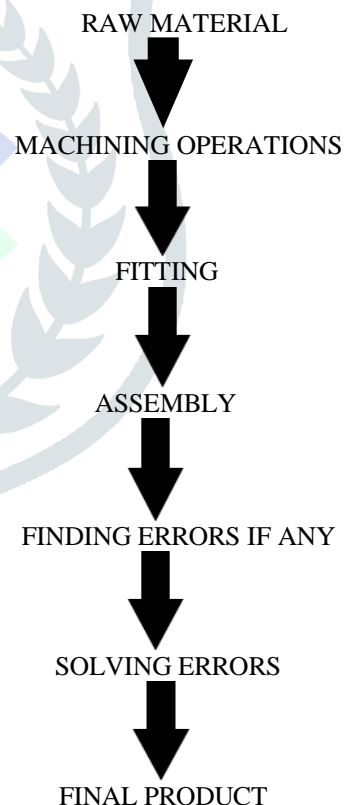 RAW MATERIAL
MACHINING OPERATIONS
FITTING
ASSEMBLY
FINDING ERRORS IF ANY
SOLVING ERRORS
FINAL PRODUCT